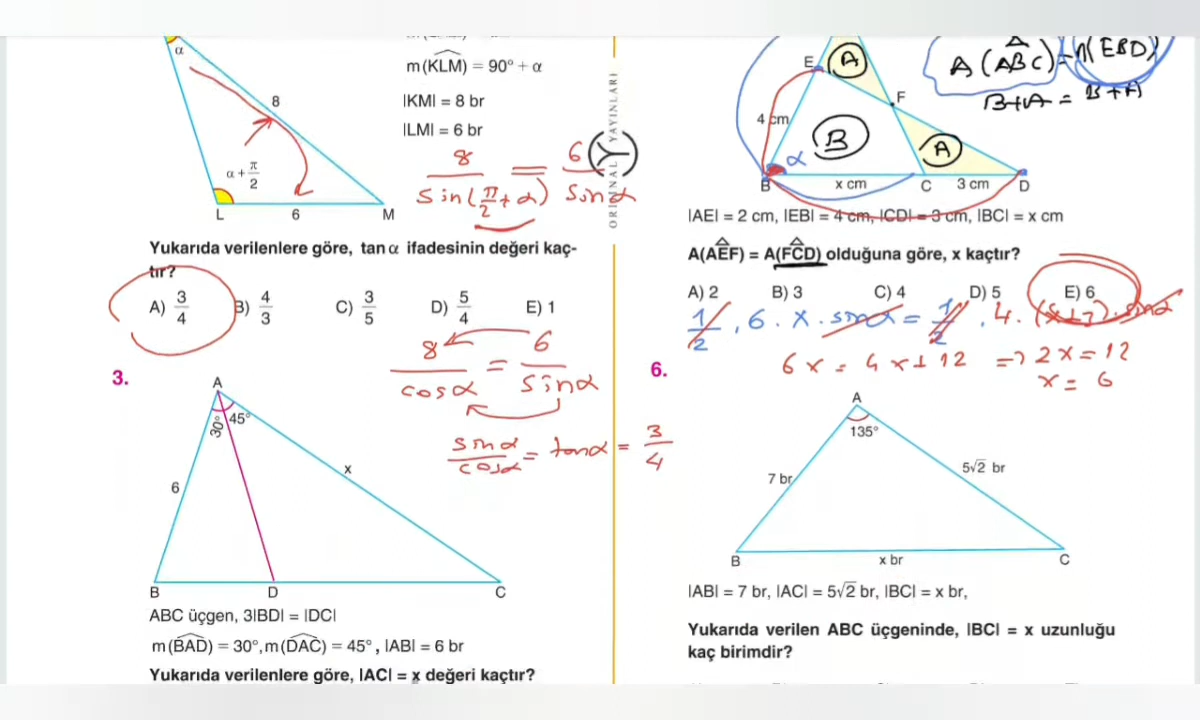 α
m(KLM) = 90° + α
|KM| = 8 br
|LM| = 6 br
8
α + π/2
L
6
M
8/sin(π/2+α) = 6/sinα
Yukarıda verilenlere göre, tan α ifadesinin değeri kaç-
tır?
A) 3/4 B) 4/3 C) 3/5 D) 5/4 E) 1
8/cosα = 6/sinα
sinα/cosα = tanα = 3/4
3.
A
30°
45°
6
x
B
D
C
ABC üçgen, 3|BD| = |DC|
m(BAD) = 30°, m(DAC) = 45°, |AB| = 6 br
Yukarıda verilenlere göre, |AC| = x değeri kaçtır?
ORİJİNAL YAYINLARI
E
A
F
4 cm
B
α
A
B
x cm
C
3 cm
D
A(ABC) = A(EBD)
B+A = B+A
|AE| = 2 cm, |EB| = 4 cm, |CD| = 3 cm, |BC| = x cm
A(AEF) = A(FCD) olduğuna göre, x kaçtır?
A) 2 B) 3 C) 4 D) 5 E) 6
1/2 . 6 . x . sinα = 1/2 . 4 . (x+3) . sinα
6x = 4x+12 => 2x = 12
x = 6
6.
A
135°
7 br
5√2 br
B
x br
C
|AB| = 7 br, |AC| = 5√2 br, |BC| = x br,
Yukarıda verilen ABC üçgeninde, |BC| = x uzunluğu
kaç birimdir?